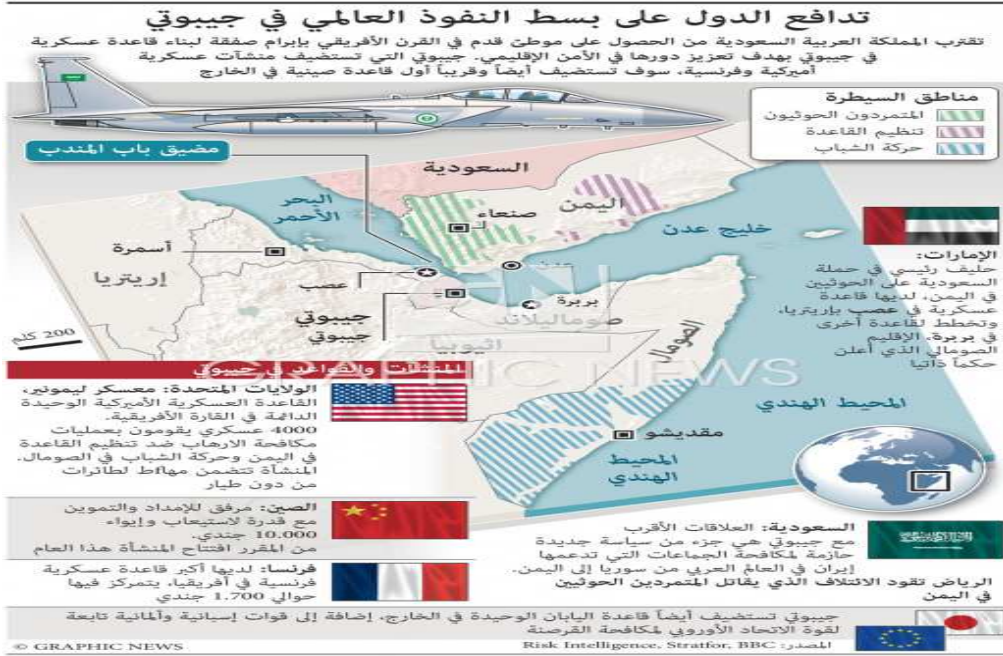 تدافع الدول على بسط النفوذ العالمي في جيبوتي
تقترب المملكة العربية السعودية من الحصول على موطئ قدم في القرن الأفريقي بإبرام صفقة لبناء قاعدة عسكرية
في جيبوتي بهدف تعزيز دورها في الأمن الإقليمي. جيبوتي التي تستضيف منشآت عسكرية
أميركية وفرنسية، سوف تستضيف أيضاً وقريباً أول قاعدة صينية في الخارج
مناطق السيطرة
المتمردون الحوثيون
تنظيم القاعدة
حركة الشباب
مضيق باب المندب
السعودية
البحر
الأحمر
اليمن
صنعاء
خليج عدن
عدن
أسمرة
إريتريا
عصب
بربرة
جيبوتي
جيبوتي
صوماليلاند
اثيوبيا
الصومال
200 كلم
مقديشو
المحيط الهندي
المحيط
الهندي
GRAPHIC NEWS
الإمارات:
حليف رئيسي في حملة
السعودية على الحوثيين
في اليمن، لديها قاعدة
عسكرية في عصب بإريتريا،
وتخطط لقاعدة أخرى
في بربرة، الإقليم
الصومالي الذي أعلن
حكماً ذاتيا
المنشآت والقواعد في جيبوتي
الولايات المتحدة: معسكر ليمونير،
القاعدة العسكرية الأميركية الوحيدة
الدائمة في القارة الأفريقية.
4000 عسكري يقومون بعمليات
مكافحة الارهاب ضد تنظيم القاعدة
في اليمن وحركة الشباب في الصومال.
المنشأة تتضمن مهابط لطائرات
من دون طيار
الصين: مرفق للإمداد والتموين
مع قدرة لاستيعاب وإيواء
10.000 جندي.
من المقرر افتتاح المنشأة هذا العام
فرنسا: لديها أكبر قاعدة عسكرية
فرنسية في أفريقيا، يتمركز فيها
حوالي 1.700 جندي
السعودية: العلاقات الأقرب
مع جيبوتي هي جزء من سياسة جديدة
حازمة لمكافحة الجماعات التي تدعمها
إيران في العالم العربي من سوريا إلى اليمن.
الرياض تقود الائتلاف الذي يقاتل المتمردين الحوثيين
في اليمن
جيبوتي تستضيف أيضاً قاعدة اليابان الوحيدة في الخارج، إضافة إلى قوات إسبانية وألمانية تابعة
لقوة الاتحاد الأوروبي لمكافحة القرصنة
المصدر: Risk Intelligence, Stratfor, BBC
© GRAPHIC NEWS